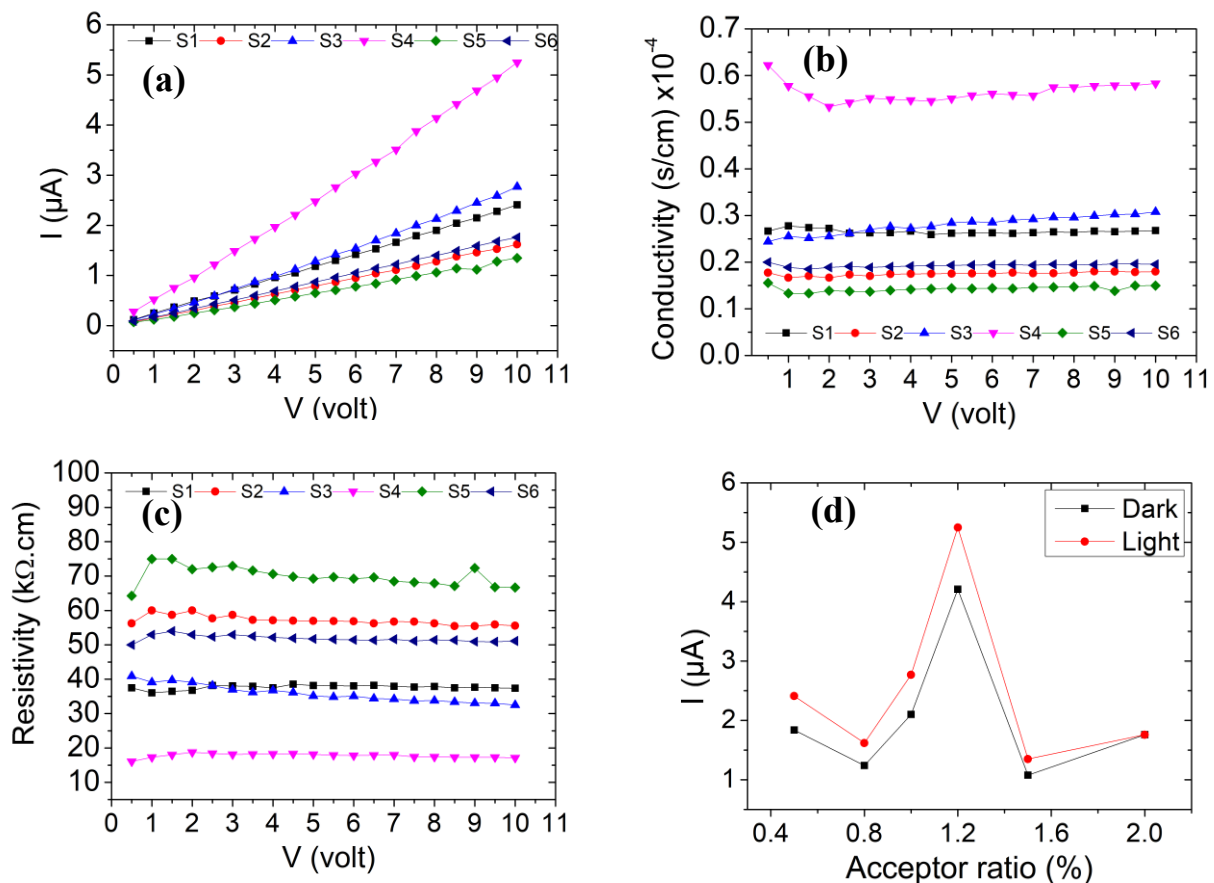 6
5
4
3
2
1
0
I (μA)
S1 S2 S3 S4 S5 S6
(a)
0 1 2 3 4 5 6 7 8 9 10 11
V (volt)
0.7
0.6
0.5
0.4
0.3
0.2
0.1
0.0
Conductivity (s/cm) x10-4
(b)
S1 S2 S3 S4 S5 S6
1 2 3 4 5 6 7 8 9 10 11
V (volt)
100
90
80
70
60
50
40
30
20
10
Resistivity (kΩ.cm)
S1 S2 S3 S4 S5 S6
(c)
0 1 2 3 4 5 6 7 8 9 10 11
V (volt)
6
5
4
3
2
1
I (μA)
(d)
Dark
Light
0.4 0.8 1.2 1.6 2.0
Acceptor ratio (%)